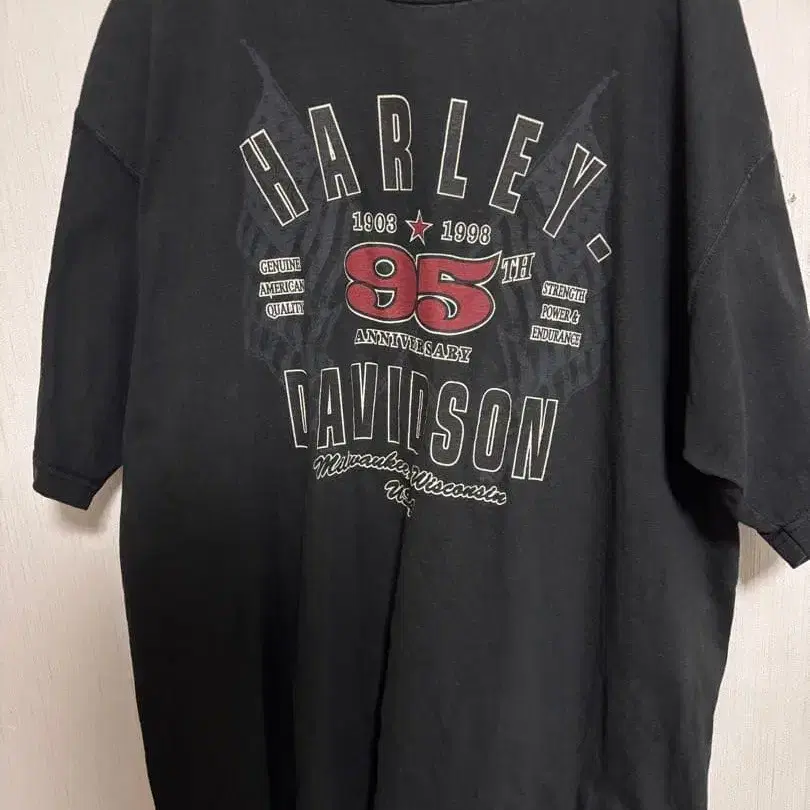 HARLEY-
1903 ★ 1998
GENUINE
AMERICAN
QUALITY
95TH
STRENGTH
POWER &
ENDURANCE
ANNIVERSARY
DAVIDSON
Milwaukee, Wisconsin